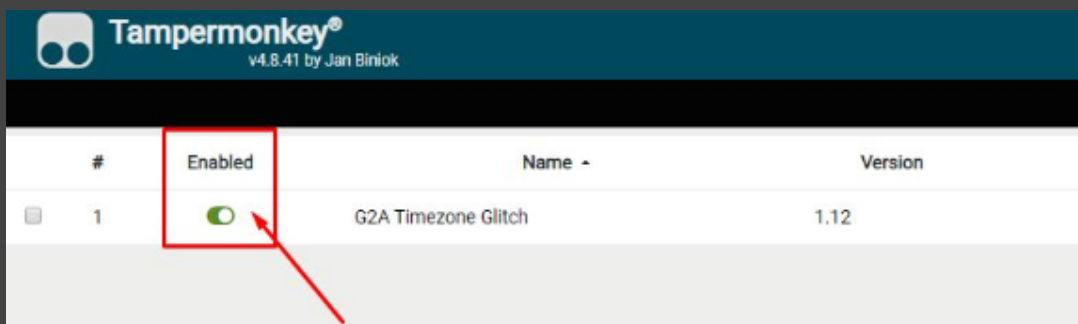 Tampermonkey®
v4.8.41 by Jan Biniok
# Enabled Name Version
1 G2A Timezone Glitch 1.12